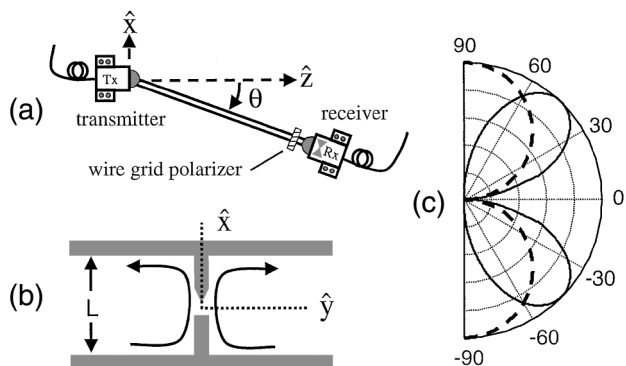 x̂
Tx
ẑ
(a)
θ
transmitter
receiver
Rx
wire grid polarizer
x̂
(b)
L
ŷ
(c)
90
60
30
0
-30
-60
-90